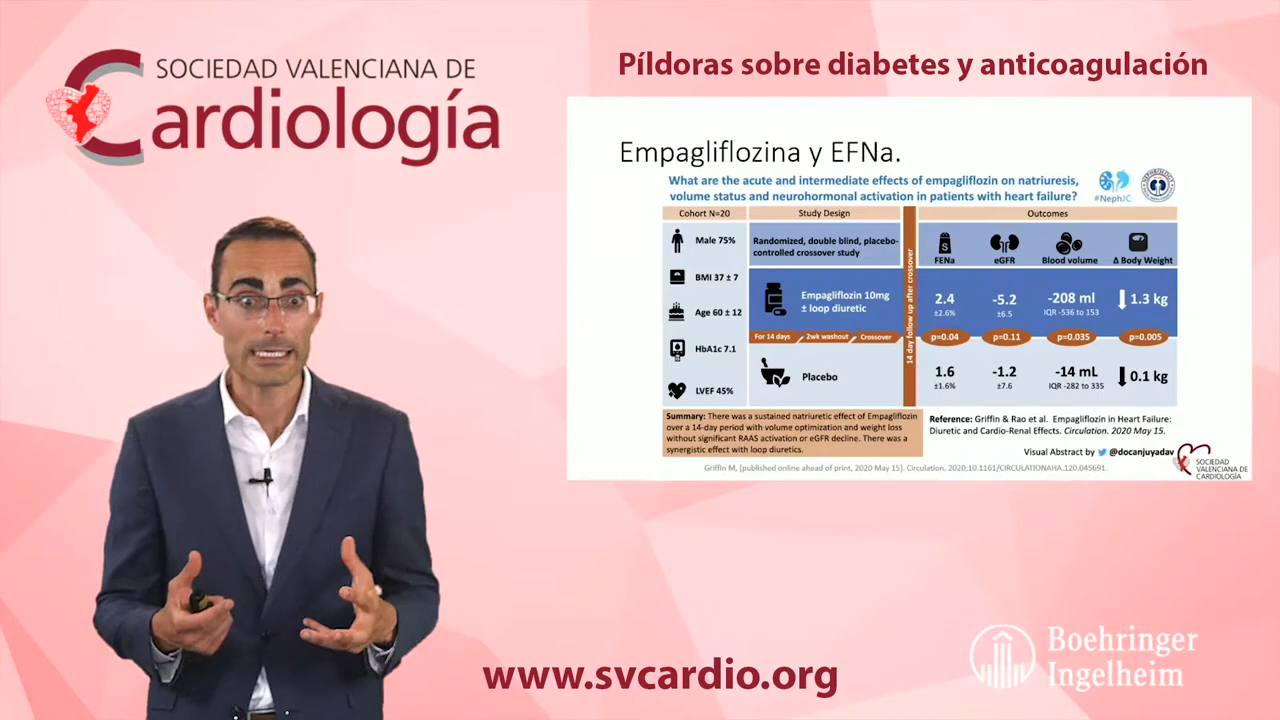 SOCIEDAD VALENCIANA DE
Cardiología
Píldoras sobre diabetes y anticoagulación
Empagliflozina y EFNa.
What are the acute and intermediate effects of empagliflozin on natriuresis,
volume status and neurohormonal activation in patients with heart failure?
#NephJC
Cohort N=20
Study Design
Outcomes
Male 75%
BMI 37 ± 7
Age 60 ± 12
HbA1c 7.1
LVEF 45%
Randomized, double blind, placebo-
controlled crossover study
Empagliflozin 10mg
± loop diuretic
For 14 days
2wk washout
Crossover
Placebo
14 day follow up after crossover
S
FENa
eGFR
Blood volume
Δ Body Weight
2.4
±2.6%
-5.2
±6.5
-208 ml
IQR -536 to 153
1.3 kg
p=0.04
p=0.11
p=0.035
p=0.005
1.6
±1.6%
-1.2
±7.6
-14 mL
IQR -282 to 335
0.1 kg
Summary: There was a sustained natriuretic effect of Empagliflozin
over a 14-day period with volume optimization and weight loss
without significant RAAS activation or eGFR decline. There was a
synergistic effect with loop diuretics.
Reference: Griffin & Rao et al. Empagliflozin in Heart Failure:
Diuretic and Cardio-Renal Effects. Circulation. 2020 May 15.
Visual Abstract by @docanjuyadav
Griffin M, [published online ahead of print, 2020 May 15]. Circulation. 2020;10.1161/CIRCULATIONAHA.120.045691.
SOCIEDAD
VALENCIANA DE
CARDIOLOGÍA
www.svcardio.org
Boehringer
Ingelheim